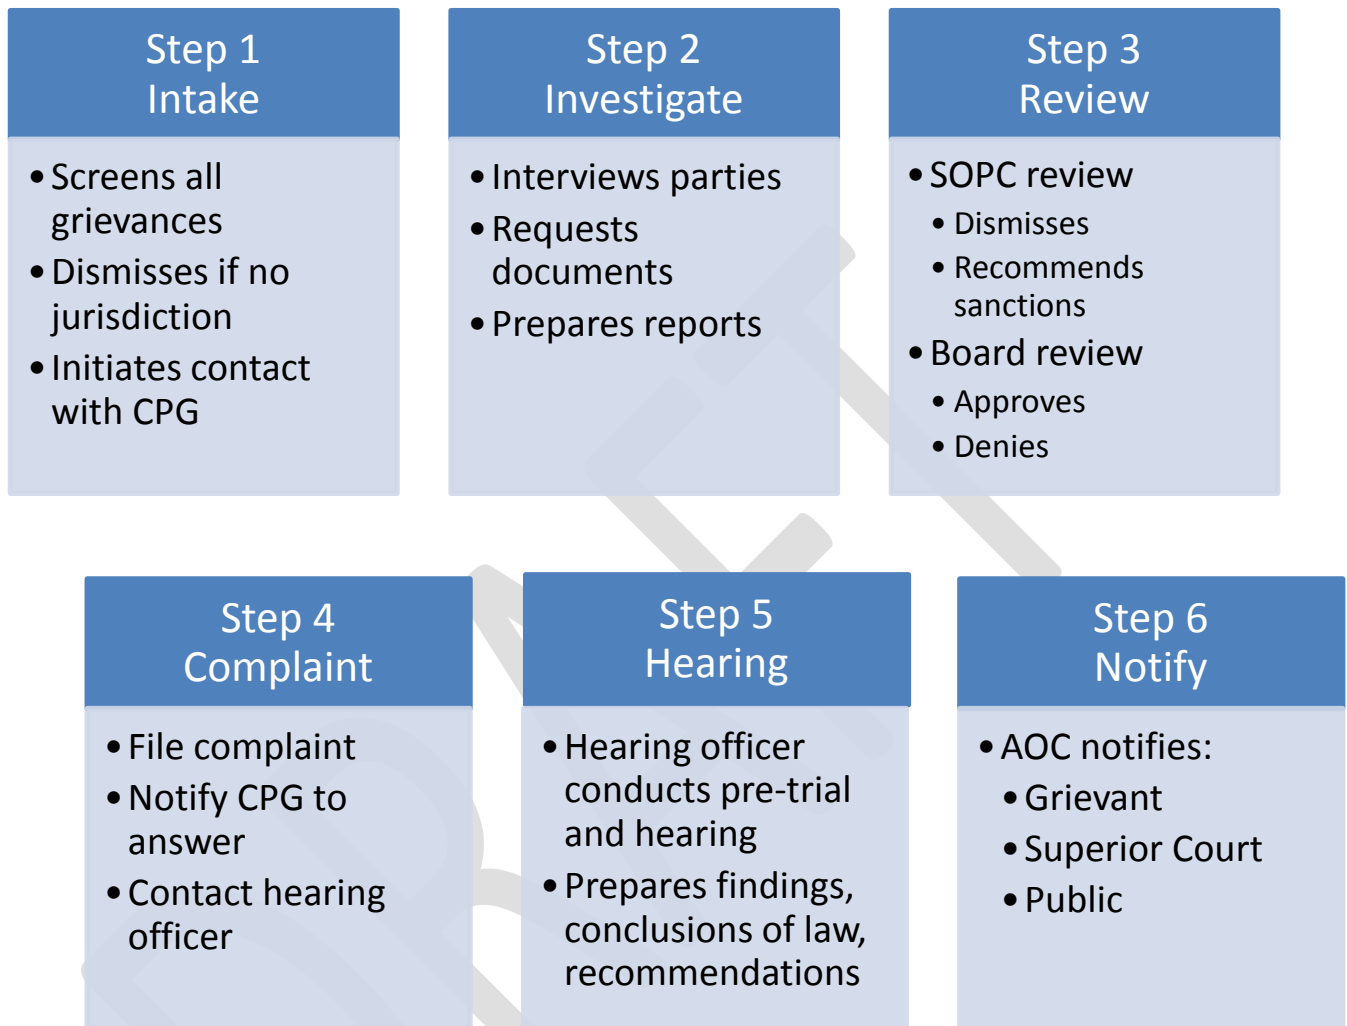 Step 1
Intake
• Screens all
grievances
• Dismisses if no
jurisdiction
• Initiates contact
with CPG
Step 2
Investigate
• Interviews parties
• Requests
documents
• Prepares reports
Step 3
Review
• SOPC review
• Dismisses
• Recommends
sanctions
• Board review
• Approves
• Denies
Step 4
Complaint
• File complaint
• Notify CPG to
answer
• Contact hearing
officer
Step 5
Hearing
• Hearing officer
conducts pre-trial
and hearing
• Prepares findings,
conclusions of law,
recommendations
Step 6
Notify
• AOC notifies:
• Grievant
• Superior Court
• Public
DRAFT